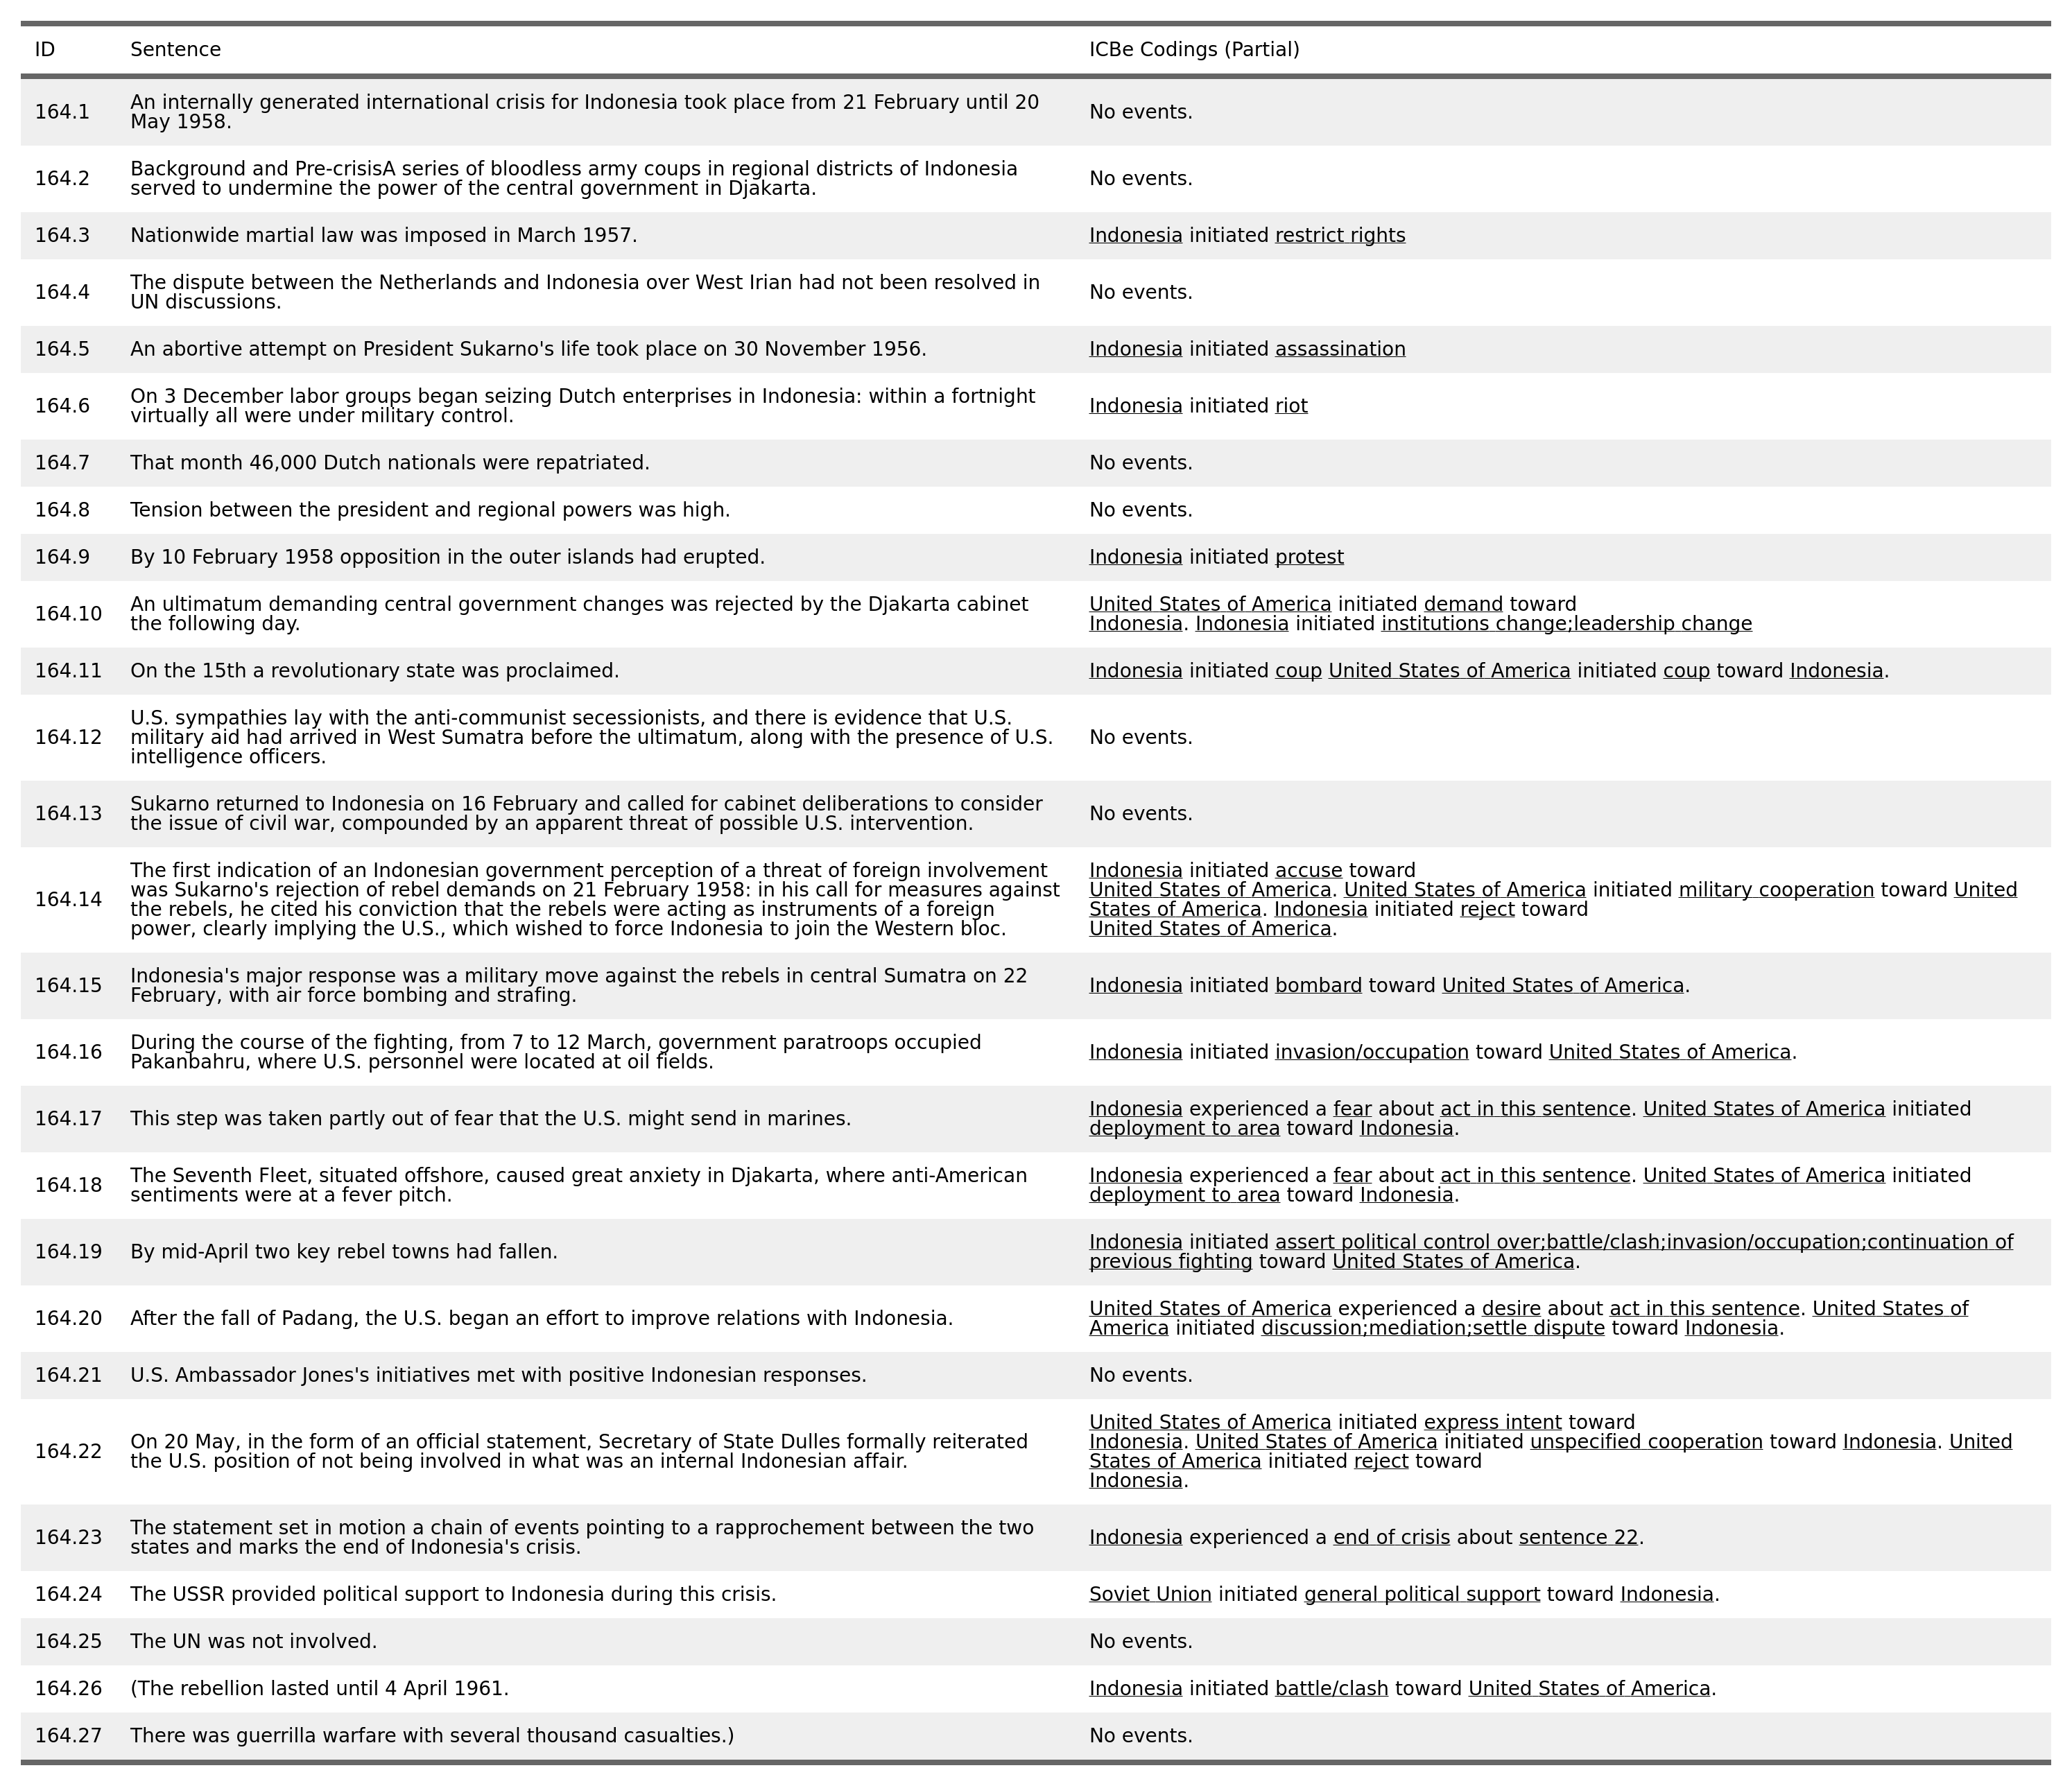 ID Sentence ICBe Codings (Partial)
164.1 An internally generated international crisis for Indonesia took place from 21 February until 20
May 1958.
No events.
164.2 Background and Pre-crisisA series of bloodless army coups in regional districts of Indonesia
served to undermine the power of the central government in Djakarta.
No events.
164.3 Nationwide martial law was imposed in March 1957. Indonesia initiated restrict rights
164.4 The dispute between the Netherlands and Indonesia over West Irian had not been resolved in
UN discussions.
No events.
164.5 An abortive attempt on President Sukarno's life took place on 30 November 1956. Indonesia initiated assassination
164.6 On 3 December labor groups began seizing Dutch enterprises in Indonesia: within a fortnight
virtually all were under military control.
Indonesia initiated riot
164.7 That month 46,000 Dutch nationals were repatriated. No events.
164.8 Tension between the president and regional powers was high. No events.
164.9 By 10 February 1958 opposition in the outer islands had erupted. Indonesia initiated protest
164.10 An ultimatum demanding central government changes was rejected by the Djakarta cabinet
the following day.
United States of America initiated demand toward
Indonesia. Indonesia initiated institutions change;leadership change
164.11 On the 15th a revolutionary state was proclaimed. Indonesia initiated coup United States of America initiated coup toward Indonesia.
164.12 U.S. sympathies lay with the anti-communist secessionists, and there is evidence that U.S.
military aid had arrived in West Sumatra before the ultimatum, along with the presence of U.S.
intelligence officers.
No events.
164.13 Sukarno returned to Indonesia on 16 February and called for cabinet deliberations to consider
the issue of civil war, compounded by an apparent threat of possible U.S. intervention.
No events.
164.14 The first indication of an Indonesian government perception of a threat of foreign involvement
was Sukarno's rejection of rebel demands on 21 February 1958: in his call for measures against
the rebels, he cited his conviction that the rebels were acting as instruments of a foreign
power, clearly implying the U.S., which wished to force Indonesia to join the Western bloc.
Indonesia initiated accuse toward
United States of America. United States of America initiated military cooperation toward United
States of America. Indonesia initiated reject toward
United States of America.
164.15 Indonesia's major response was a military move against the rebels in central Sumatra on 22
February, with air force bombing and strafing.
Indonesia initiated bombard toward United States of America.
164.16 During the course of the fighting, from 7 to 12 March, government paratroops occupied
Pakanbahru, where U.S. personnel were located at oil fields.
Indonesia initiated invasion/occupation toward United States of America.
164.17 This step was taken partly out of fear that the U.S. might send in marines.
Indonesia experienced a fear about act in this sentence. United States of America initiated
deployment to area toward Indonesia.
164.18 The Seventh Fleet, situated offshore, caused great anxiety in Djakarta, where anti-American
sentiments were at a fever pitch.
Indonesia experienced a fear about act in this sentence. United States of America initiated
deployment to area toward Indonesia.
164.19 By mid-April two key rebel towns had fallen.
Indonesia initiated assert political control over;battle/clash;invasion/occupation;continuation of
previous fighting toward United States of America.
164.20 After the fall of Padang, the U.S. began an effort to improve relations with Indonesia.
United States of America experienced a desire about act in this sentence. United States of
America initiated discussion;mediation;settle dispute toward Indonesia.
164.21 U.S. Ambassador Jones's initiatives met with positive Indonesian responses. No events.
164.22 On 20 May, in the form of an official statement, Secretary of State Dulles formally reiterated
the U.S. position of not being involved in what was an internal Indonesian affair.
United States of America initiated express intent toward
Indonesia. United States of America initiated unspecified cooperation toward Indonesia. United
States of America initiated reject toward
Indonesia.
164.23 The statement set in motion a chain of events pointing to a rapprochement between the two
states and marks the end of Indonesia's crisis.
Indonesia experienced a end of crisis about sentence 22.
164.24 The USSR provided political support to Indonesia during this crisis. Soviet Union initiated general political support toward Indonesia.
164.25 The UN was not involved. No events.
164.26 (The rebellion lasted until 4 April 1961. Indonesia initiated battle/clash toward United States of America.
164.27 There was guerrilla warfare with several thousand casualties.) No events.